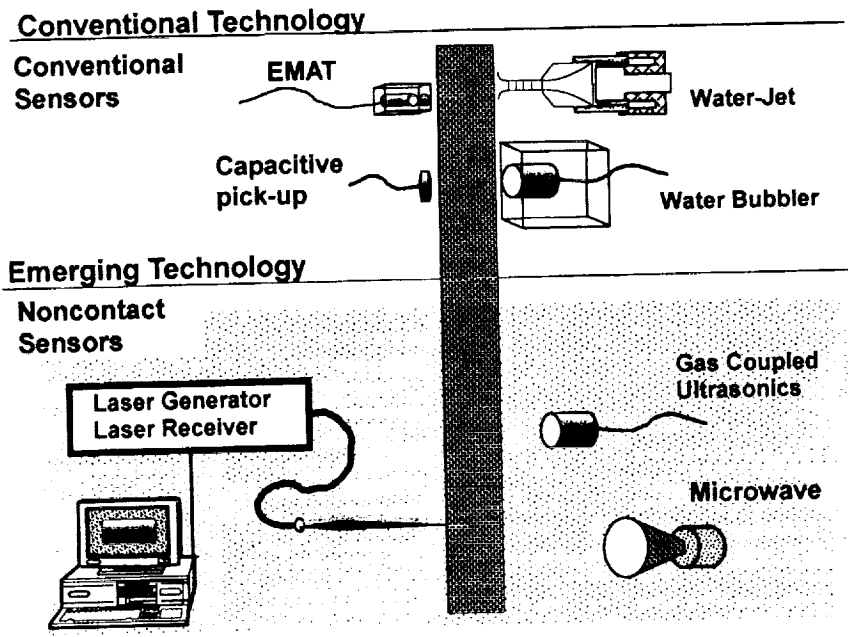 Conventional Technology
Conventional
Sensors
EMAT
Water-Jet
Capacitive
pick-up
Water Bubbler
Emerging Technology
Noncontact
Sensors
Gas Coupled
Ultrasonics
Laser Generator
Laser Receiver
Microwave